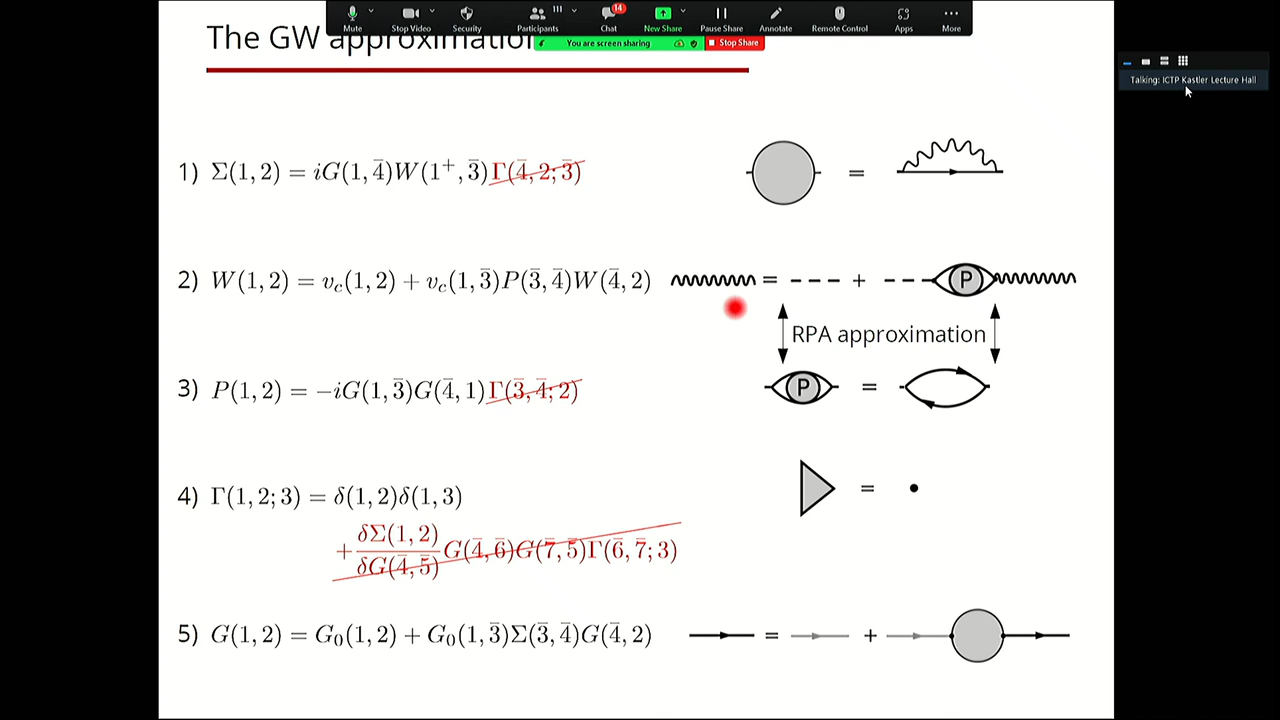 Mute Stop Video Security Participants 111 Chat 14 New Share Pause Share Annotate Remote Control Apps More
The GW approximation
You are screen sharing Stop Share
Talking: ICTP Kastler Lecture Hall
1) Σ(1,2) = iG(1,4̄)W(1⁺,3̄)Γ(4̄,2;3̄) =
2) W(1,2) = v_c(1,2) + v_c(1,3̄)P(3̄,4̄)W(4̄,2) = + P
RPA approximation
3) P(1,2) = −iG(1,3̄)G(4̄,1)Γ(3̄,4̄;2) P =
4) Γ(1,2;3) = δ(1,2)δ(1,3) =
+ δΣ(1,2)/δG(4̄,5̄) G(4̄,6̄)G(7̄,5̄)Γ(6̄,7̄;3)
5) G(1,2) = G₀(1,2) + G₀(1,3̄)Σ(3̄,4̄)G(4̄,2) = +